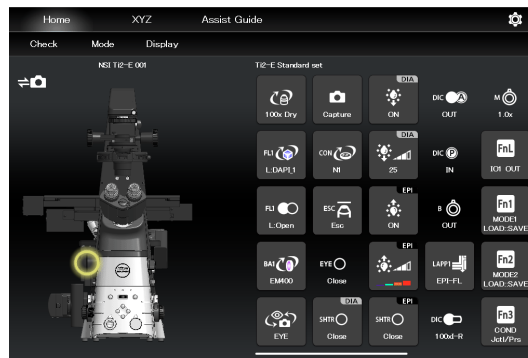 Home XYZ Assist Guide
Check Mode Display
NSI Ti2-E 001
Ti2-E Standard set
100x Dry
Capture
DIA
ON
DIC
OUT
M
1.0x
FL1
L:DAPI_1
CON
N1
DIA
25
DIC P
IN
FnL
IO1 OUT
FL1
L:Open
ESC
Esc
EPI
ON
B
OUT
Fn1
MODE1
LOAD:SAVE
BA1
EM400
EYE
Close
EPI
LAPP1
EPI-FL
Fn2
MODE2
LOAD:SAVE
EYE
DIA
SHTR
Close
EPI
SHTR
Close
DIC
100xI-R
Fn3
COND
Jctl/Prs